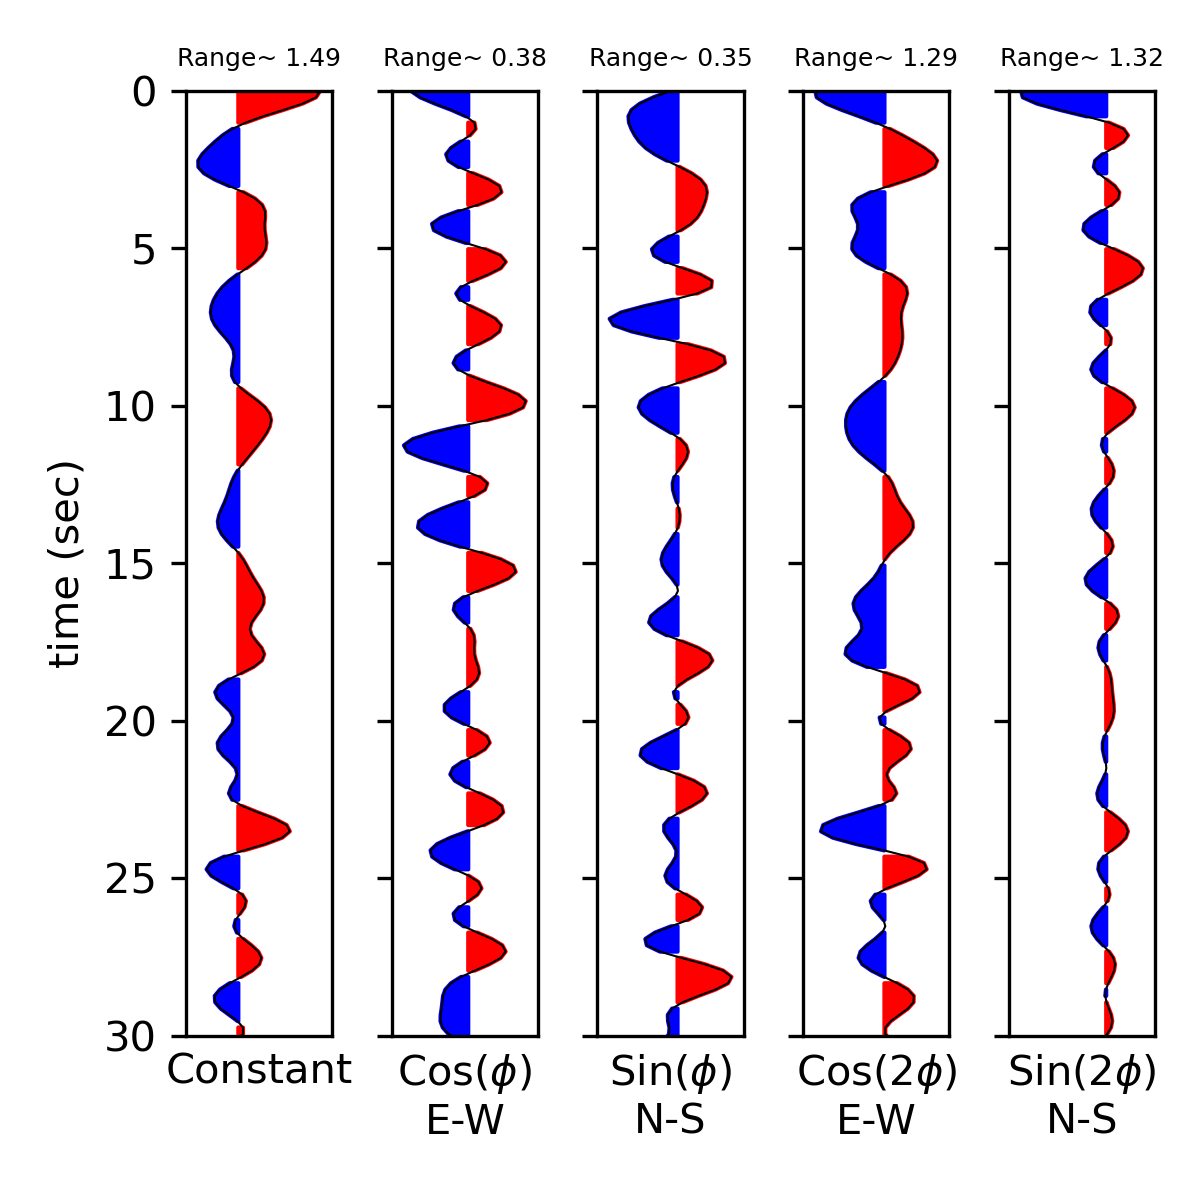 Range~ 1.49 Range~ 0.38 Range~ 0.35 Range~ 1.29 Range~ 1.32
0
5
10
15
20
25
30
time (sec)
Constant Cos(ϕ) Sin(ϕ) Cos(2ϕ) Sin(2ϕ)
E-W N-S E-W N-S